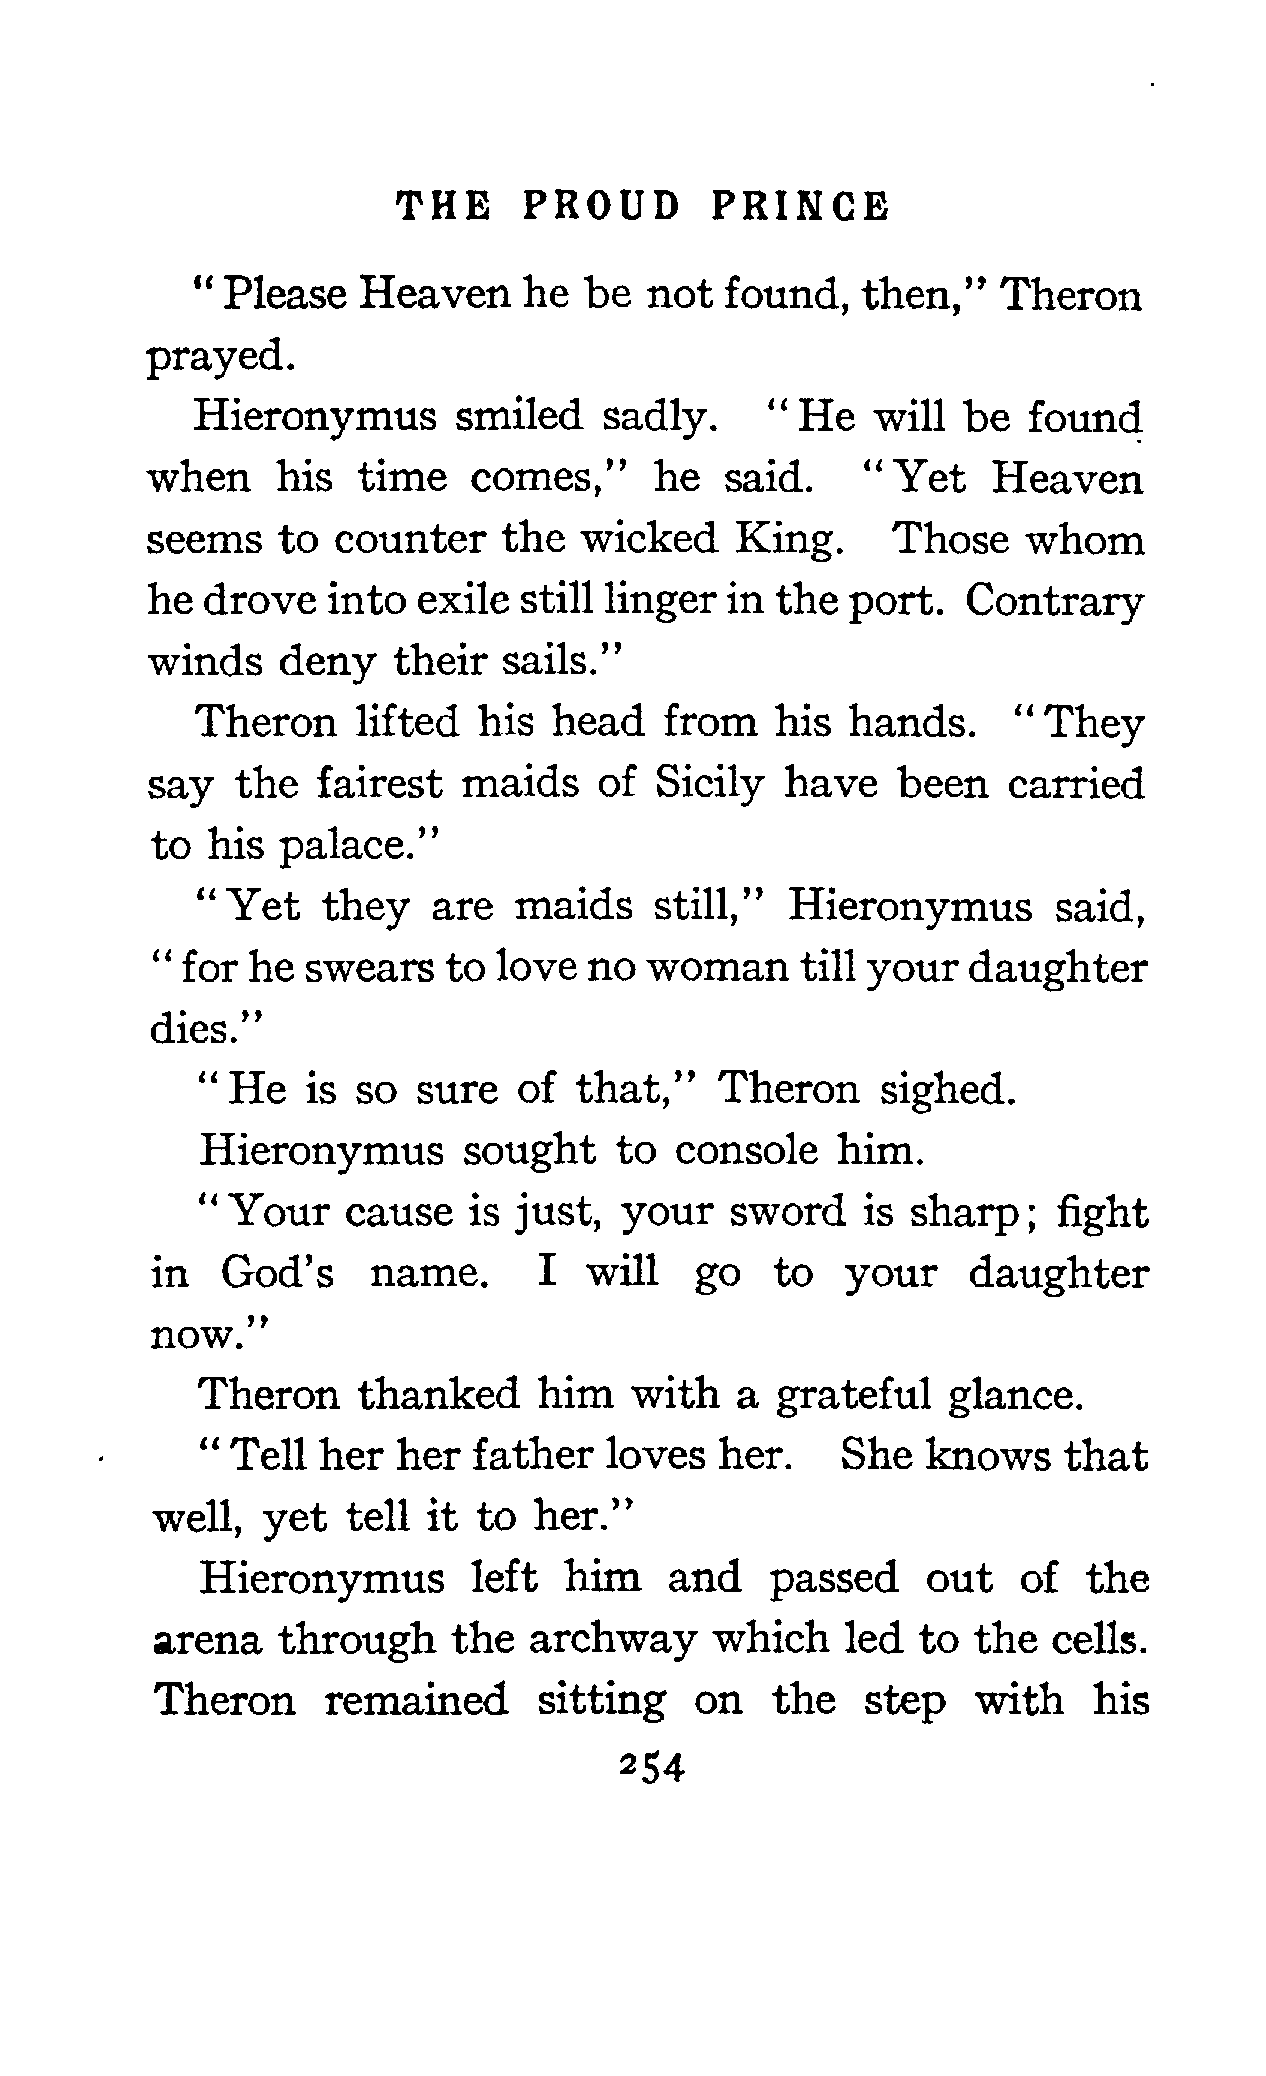 THE PROUD PRINCE
"Please Heaven he be not found, then," Theron
prayed.
Hieronymus smiled sadly. "He will be found
when his time comes," he said. "Yet Heaven
seems to counter the wicked King. Those whom
he drove into exile still linger in the port. Contrary
winds deny their sails."
Theron lifted his head from his hands. "They
say the fairest maids of Sicily have been carried
to his palace."
"Yet they are maids still," Hieronymus said,
"for he swears to love no woman till your daughter
dies."
"He is so sure of that," Theron sighed.
Hieronymus sought to console him.
"Your cause is just, your sword is sharp; fight
in God's name. I will go to your daughter
now."
Theron thanked him with a grateful glance.
"Tell her her father loves her. She knows that
well, yet tell it to her."
Hieronymus left him and passed out of the
arena through the archway which led to the cells.
Theron remained sitting on the step with his
254